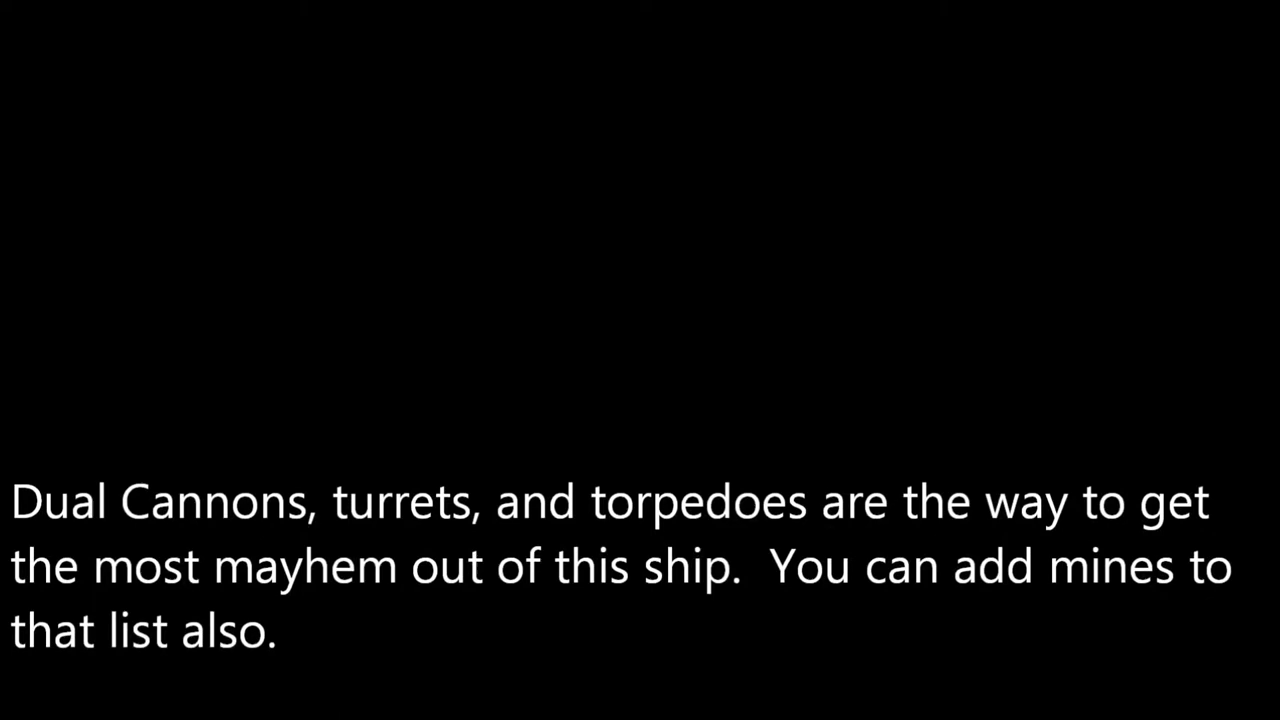 Dual Cannons, turrets, and torpedoes are the way to get
the most mayhem out of this ship.  You can add mines to
that list also.